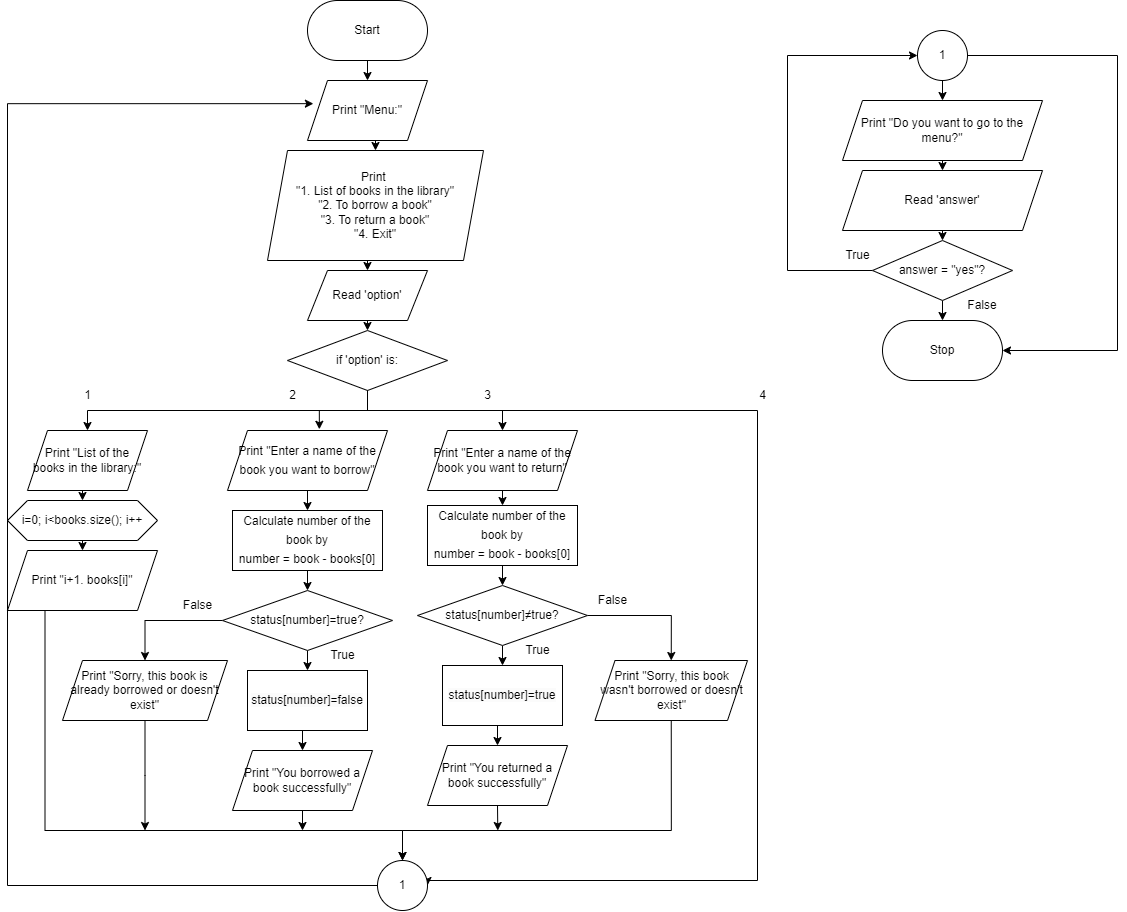 Start
Print "Menu:"
Print
"1. List of books in the library"
"2. To borrow a book"
"3. To return a book"
"4. Exit"
Read 'option'
if 'option' is:
1
2
3
4
Print "List of the
books in the library:"
i=0; i<books.size(); i++
Print "i+1. books[i]"
Print "Enter a name of the
book you want to borrow"
Calculate number of the
book by
number = book - books[0]
status[number]=true?
False
True
Print "Sorry, this book is
already borrowed or doesn't
exist"
status[number]=false
Print "You borrowed a
book successfully"
Print "Enter a name of the
book you want to return"
Calculate number of the
book by
number = book - books[0]
status[number]≠true?
False
True
status[number]=true
Print "Sorry, this book
wasn't borrowed or doesn't
exist"
Print "You returned a
book successfully"
1
1
Print "Do you want to go to the
menu?"
Read 'answer'
True
answer = "yes"?
False
Stop